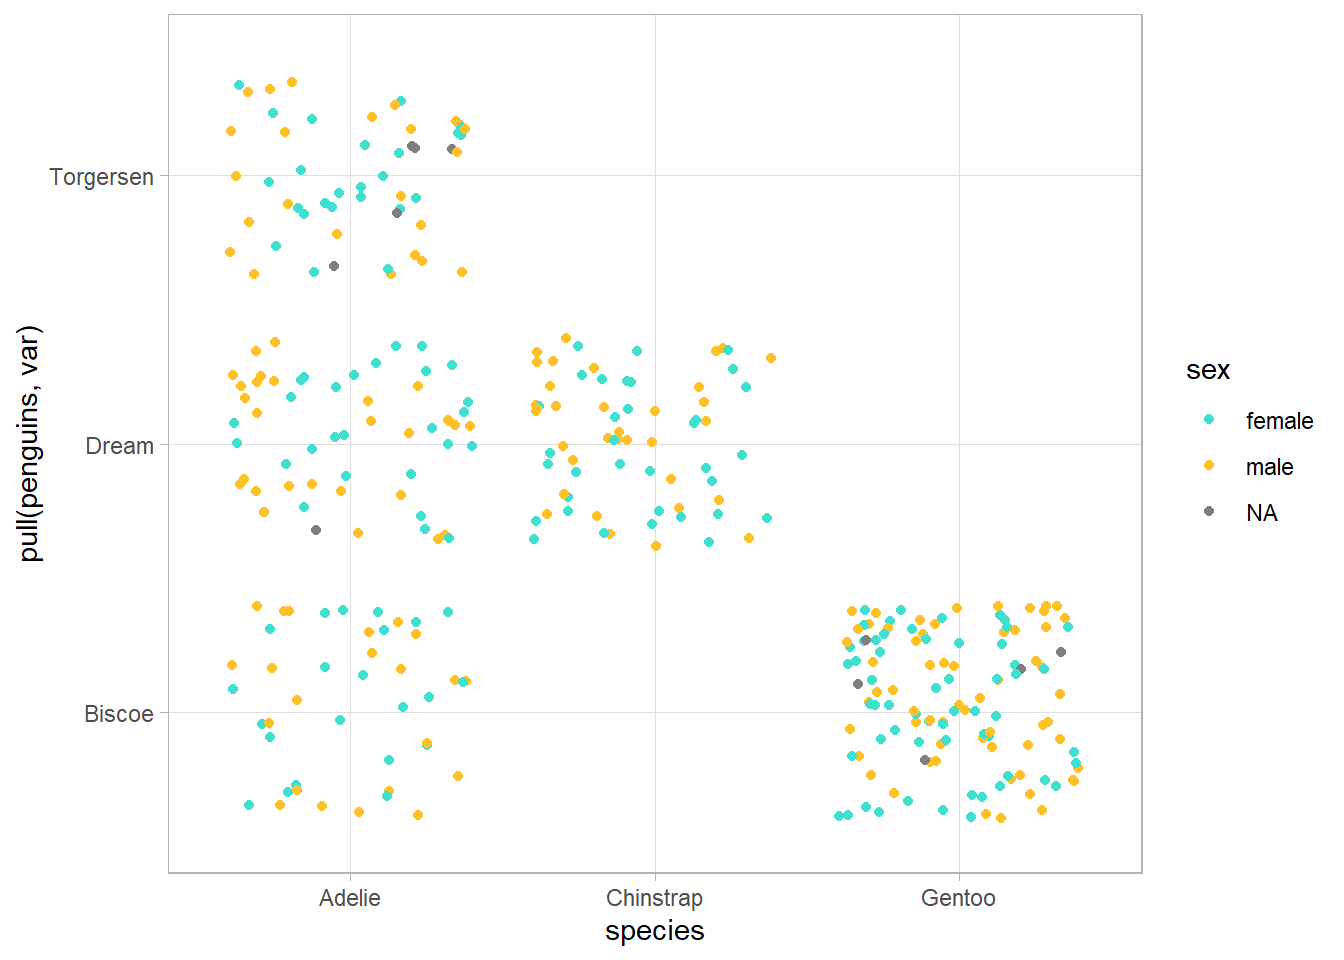 pull(penguins, var)
Torgersen
Dream
Biscoe
Adelie
Chinstrap
Gentoo
species
sex
female
male
NA